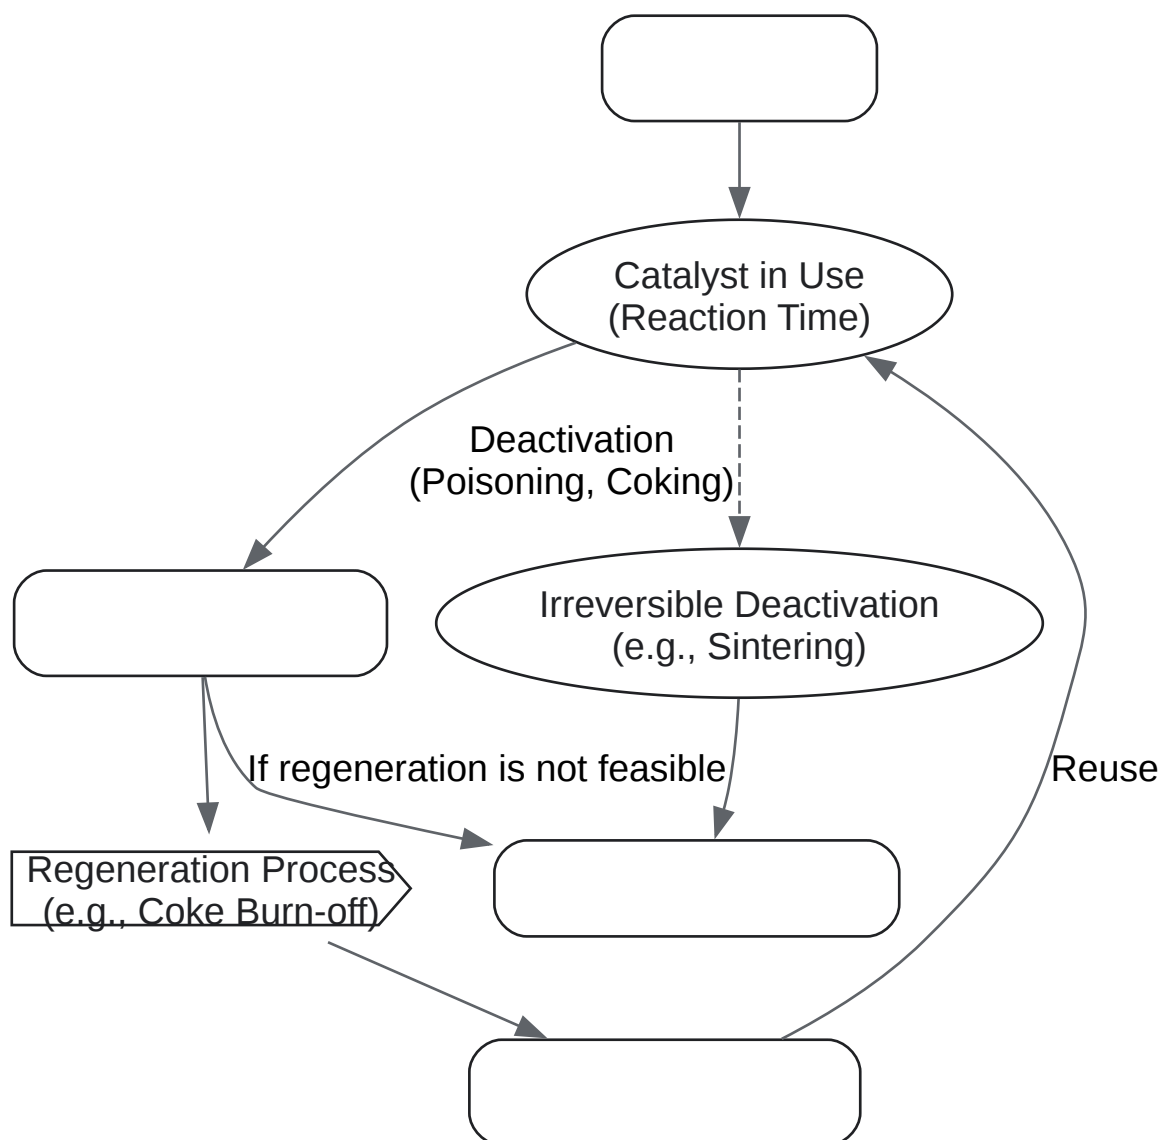 Catalyst in Use
(Reaction Time)
Deactivation
(Poisoning, Coking)
Irreversible Deactivation
(e.g., Sintering)
If regeneration is not feasible
Reuse
Regeneration Process
(e.g., Coke Burn-off)